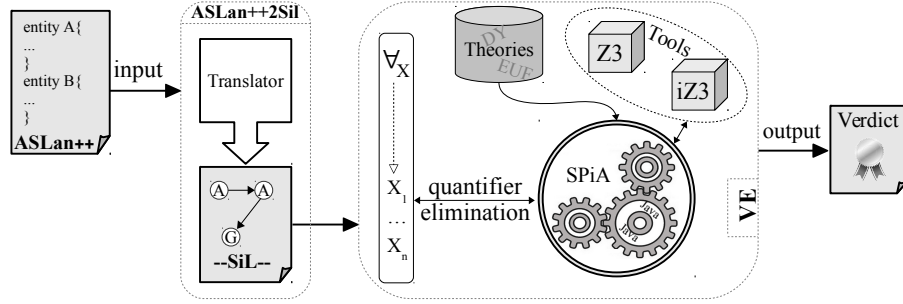 entity A{
...
}
entity B{
...
}
ASLan++
input
ASLan++2Sil
Translator
A A
G
--SiL--
∀X
X1
...
Xn
quantifier
elimination
DY
Theories
EUF
Tools
Z3
iZ3
SPiA
Java
Java
VE
output
Verdict